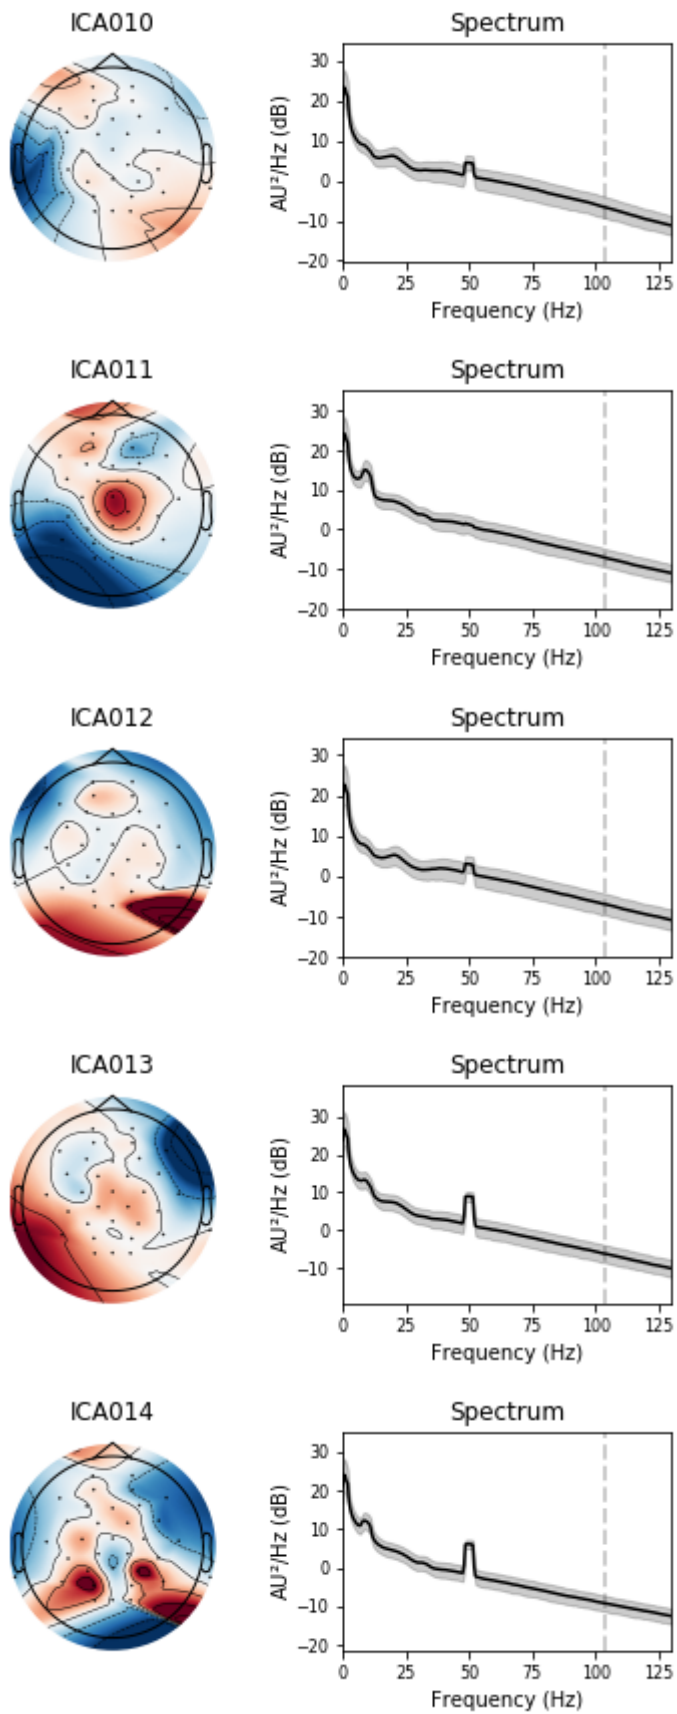 ICA010 Spectrum
30
20
10
0
−10
−20
AU²/Hz (dB)
0 25 50 75 100 125
Frequency (Hz)
ICA011 Spectrum
30
20
10
0
−10
−20
AU²/Hz (dB)
0 25 50 75 100 125
Frequency (Hz)
ICA012 Spectrum
30
20
10
0
−10
−20
AU²/Hz (dB)
0 25 50 75 100 125
Frequency (Hz)
ICA013 Spectrum
30
20
10
0
−10
AU²/Hz (dB)
0 25 50 75 100 125
Frequency (Hz)
ICA014 Spectrum
30
20
10
0
−10
−20
AU²/Hz (dB)
0 25 50 75 100 125
Frequency (Hz)